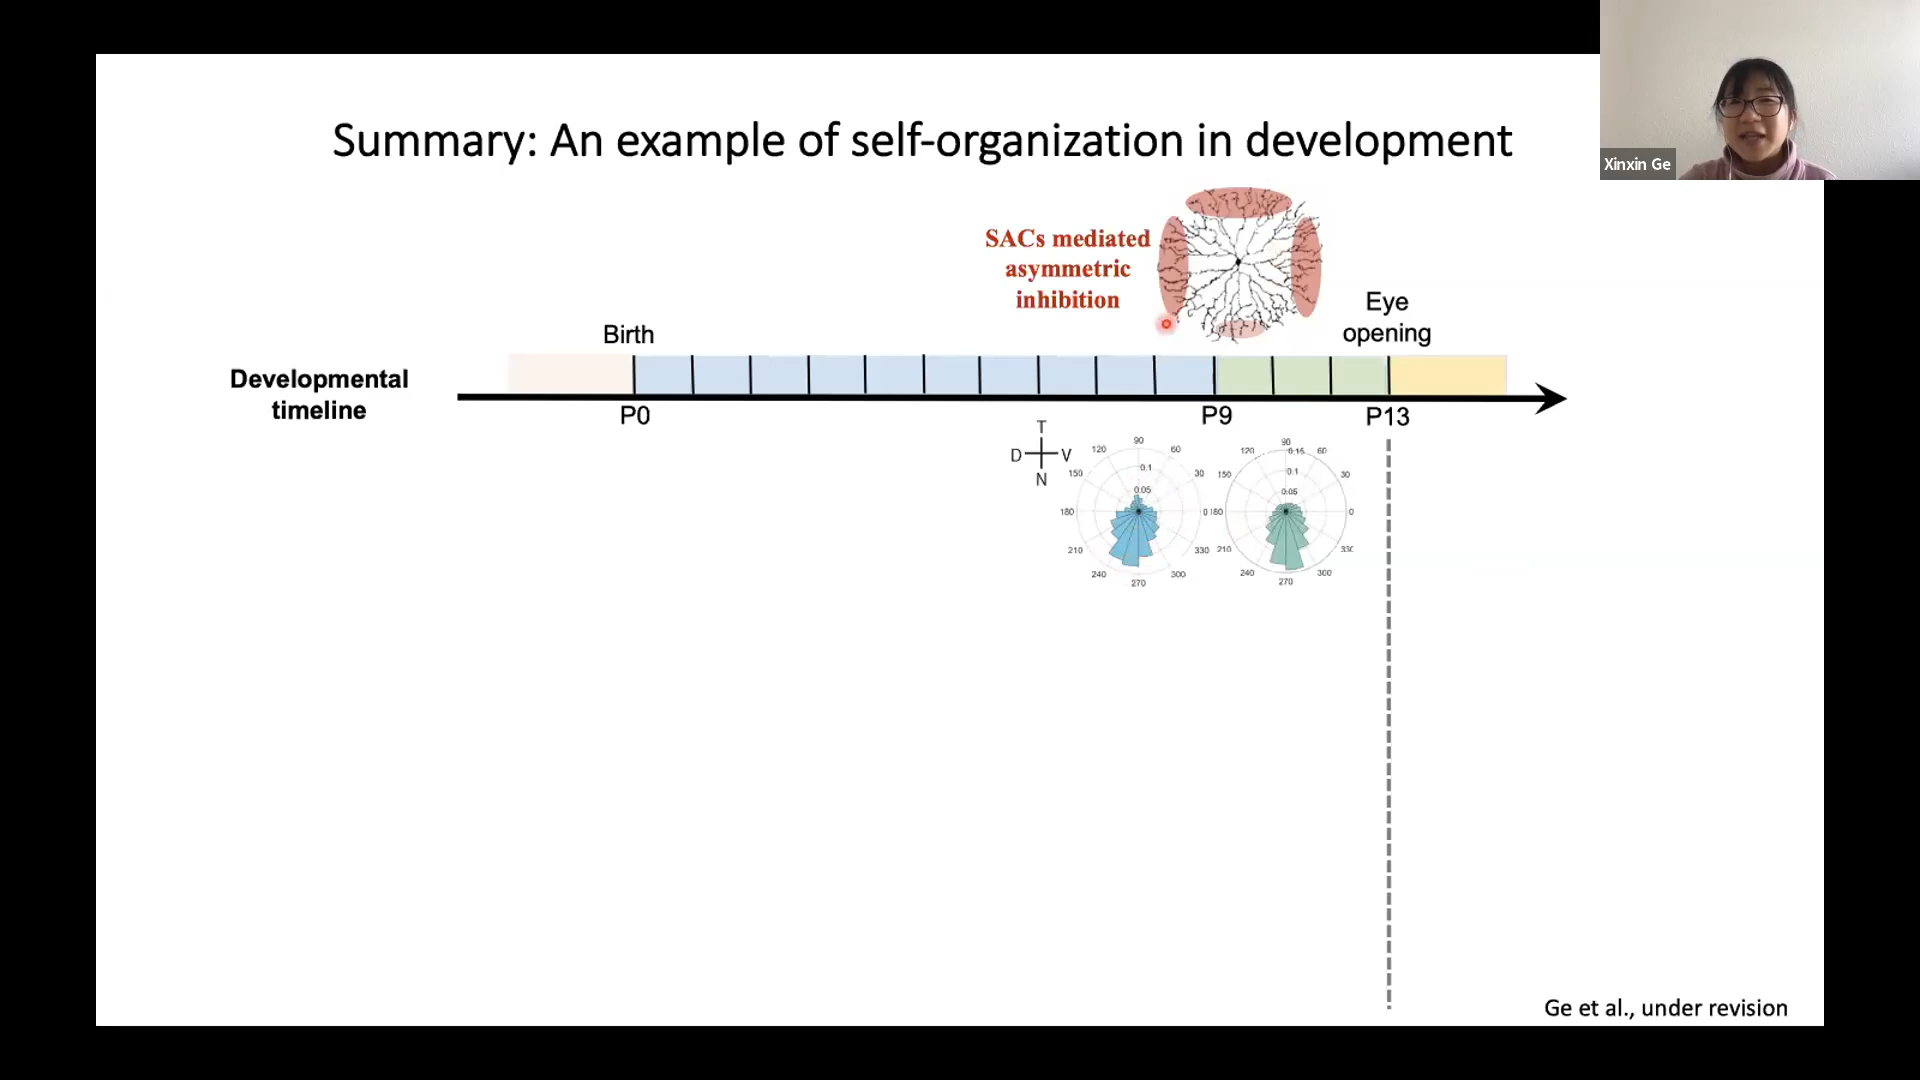 Summary: An example of self-organization in development
Xinxin Ge
SACs mediated
asymmetric
inhibition
Eye
opening
Birth
Developmental
timeline
P0
P9
P13
T
D
V
N
90
120
60
150
30
0.1
0.05
180
0
210
330
240
300
270
90
120
0.15
60
150
30
0.1
0.05
180
0
210
330
240
300
270
Ge et al., under revision